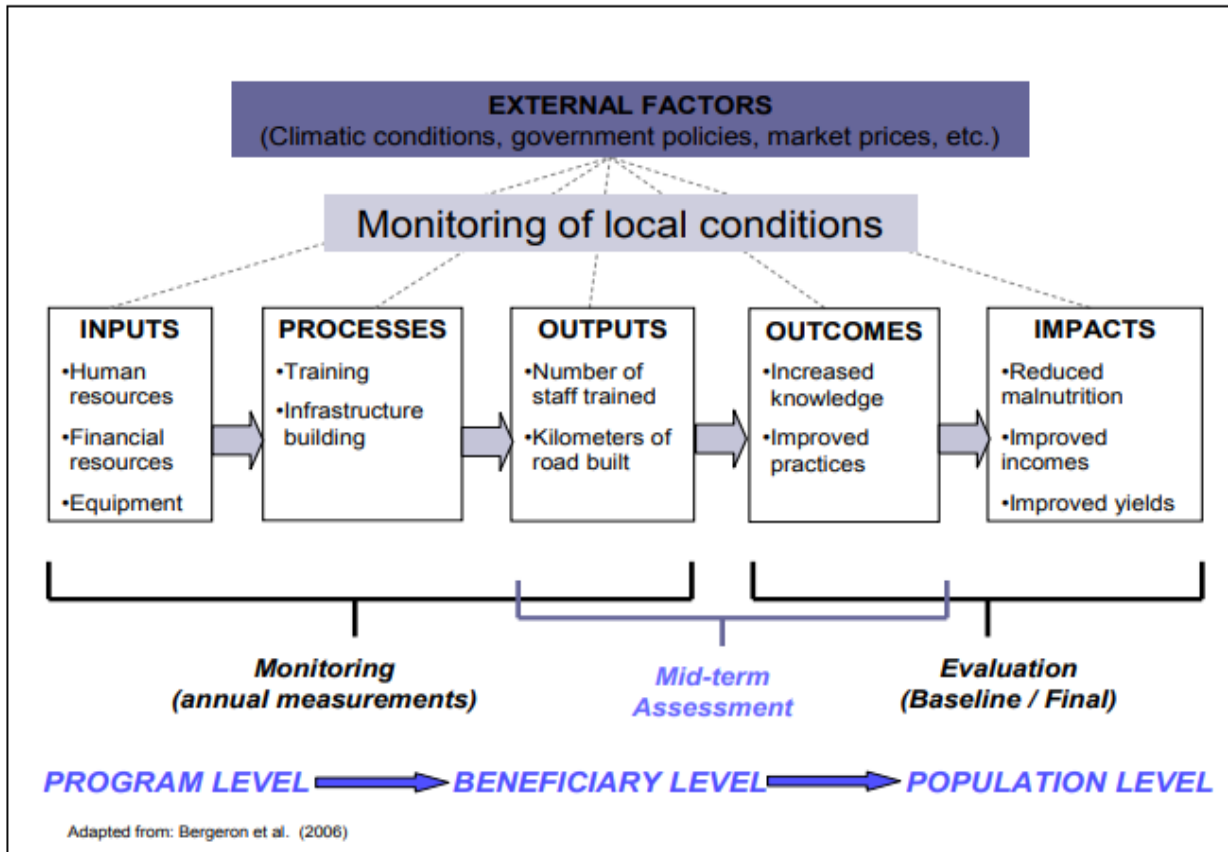 EXTERNAL FACTORS
(Climatic conditions, government policies, market prices, etc.)
Monitoring of local conditions
INPUTS
•Human
resources
•Financial
resources
•Equipment
PROCESSES
•Training
•Infrastructure
building
OUTPUTS
•Number of
staff trained
•Kilometers of
road built
OUTCOMES
•Increased
knowledge
•Improved
practices
IMPACTS
•Reduced
malnutrition
•Improved
incomes
•Improved yields
Monitoring
(annual measurements)
Mid-term
Assessment
Evaluation
(Baseline / Final)
PROGRAM LEVEL
BENEFICIARY LEVEL
POPULATION LEVEL
Adapted from: Bergeron et al. (2006)